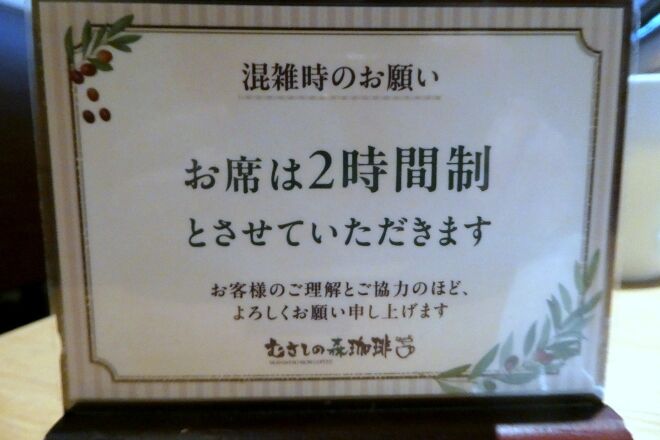 混雑時のお願い
お席は2時間制
とさせていただきます
お客様のご理解とご協力のほど、
よろしくお願い申し上げます
むさしの森珈琲